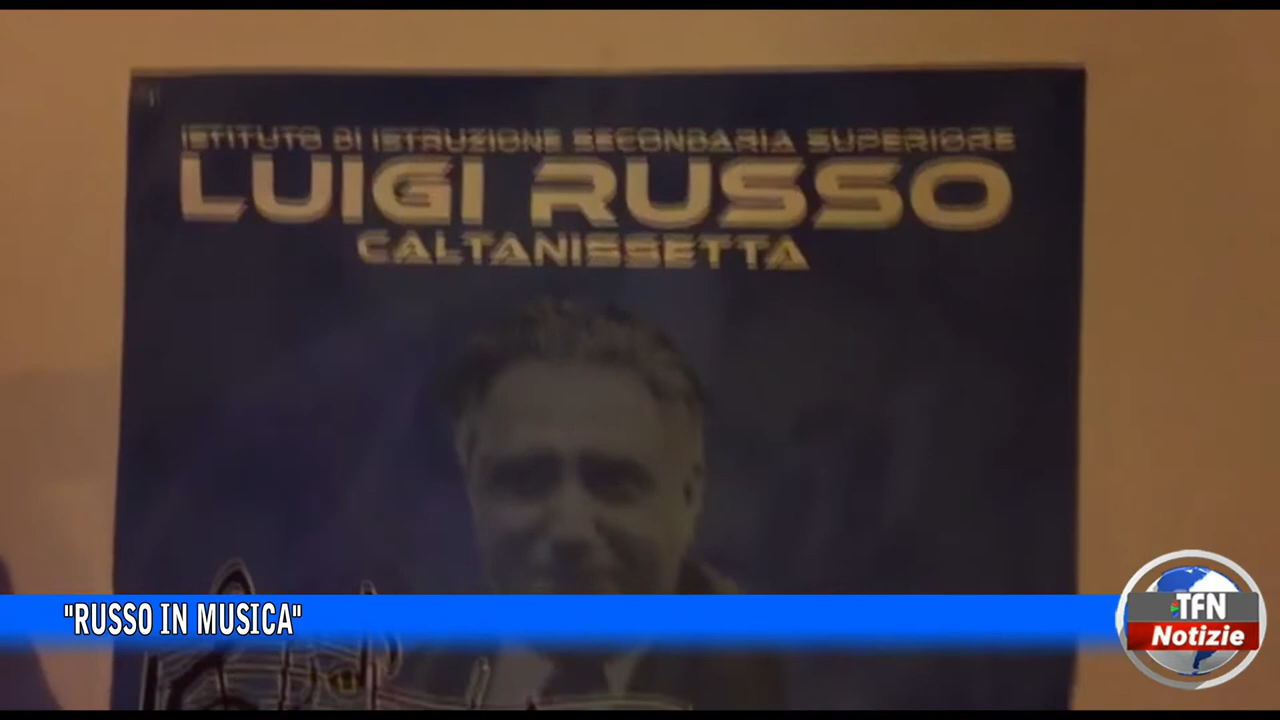 ISTITUTO DI ISTRUZIONE SECONDARIA SUPERIORE
LUIGI RUSSO
CALTANISSETTA
"RUSSO IN MUSICA"
TFN
Notizie